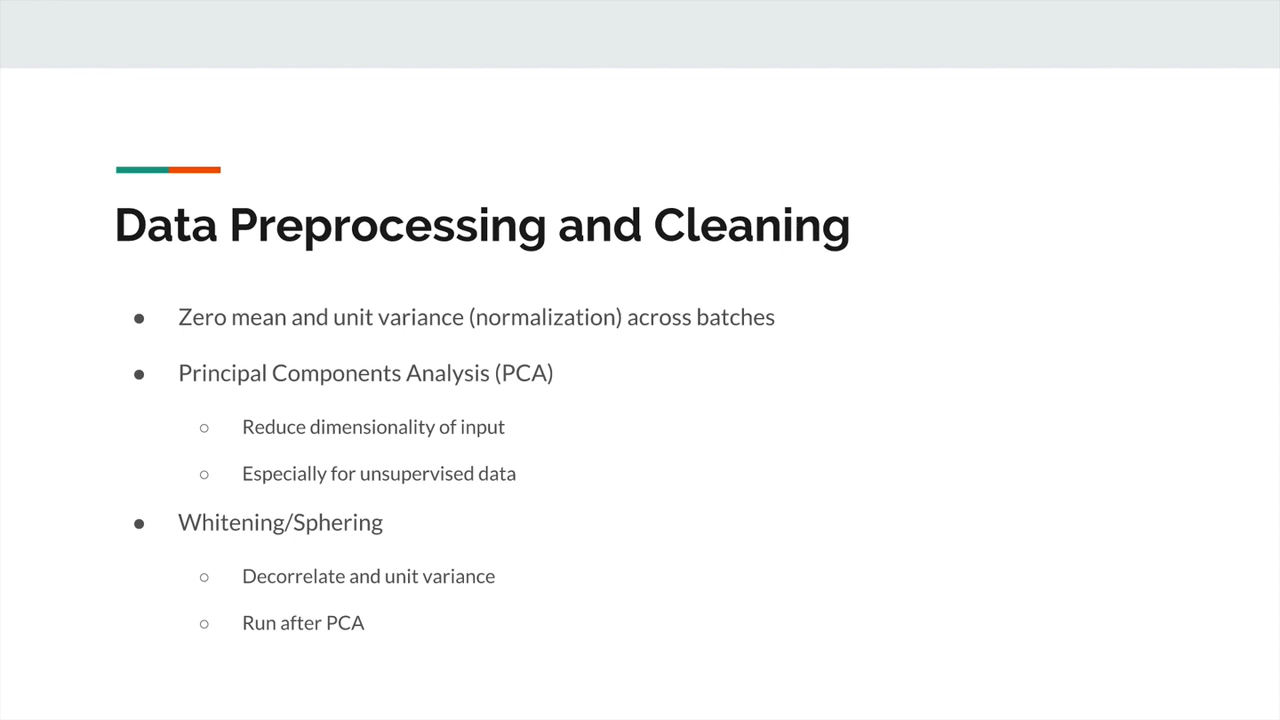 Data Preprocessing and Cleaning
● Zero mean and unit variance (normalization) across batches
● Principal Components Analysis (PCA)
○ Reduce dimensionality of input
○ Especially for unsupervised data
● Whitening/Sphering
○ Decorrelate and unit variance
○ Run after PCA